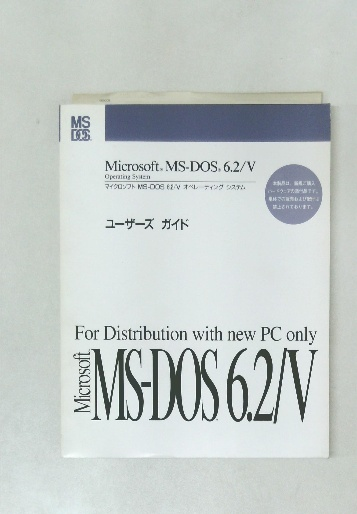 MS
DOS
Microsoft® MS-DOS® 6.2/V
Operating System
マイクロソフト MS-DOS 6.2/V オペレーティング システム
ユーザーズ ガイド
For Distribution with new PC only
Microsoft
MS-DOS 6.2/V